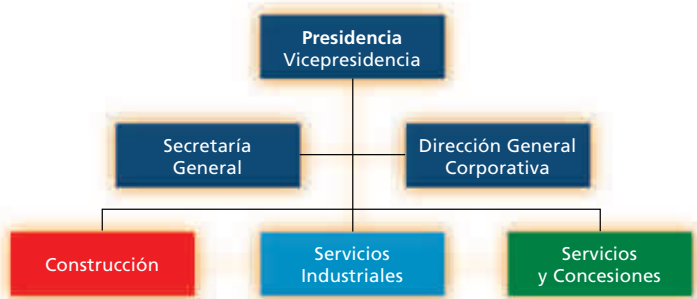 Presidencia
Vicepresidencia
Secretaría
General
Dirección General
Corporativa
Construcción
Servicios
Industriales
Servicios
y Concesiones